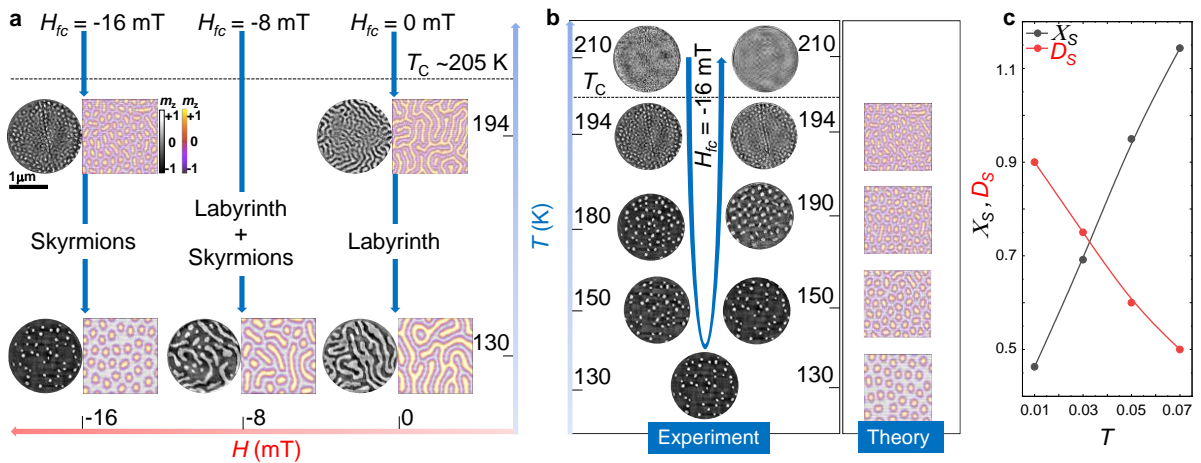 a
H_fc = -16 mT H_fc = -8 mT H_fc = 0 mT
T_C ~205 K
m_z m_z
+1 +1
0 0
-1 -1
1µm
194
Skyrmions
Labyrinth
+
Skyrmions
Labyrinth
130
-16 -8 0
H (mT)
T (K)
b
210 210
T_C
H_fc = -16 mT
194 194
180 190
150 150
130 130
Experiment Theory
c
X_S
D_S
1.1
0.9
0.7
0.5
X_S, D_S
0.01 0.03 0.05 0.07
T